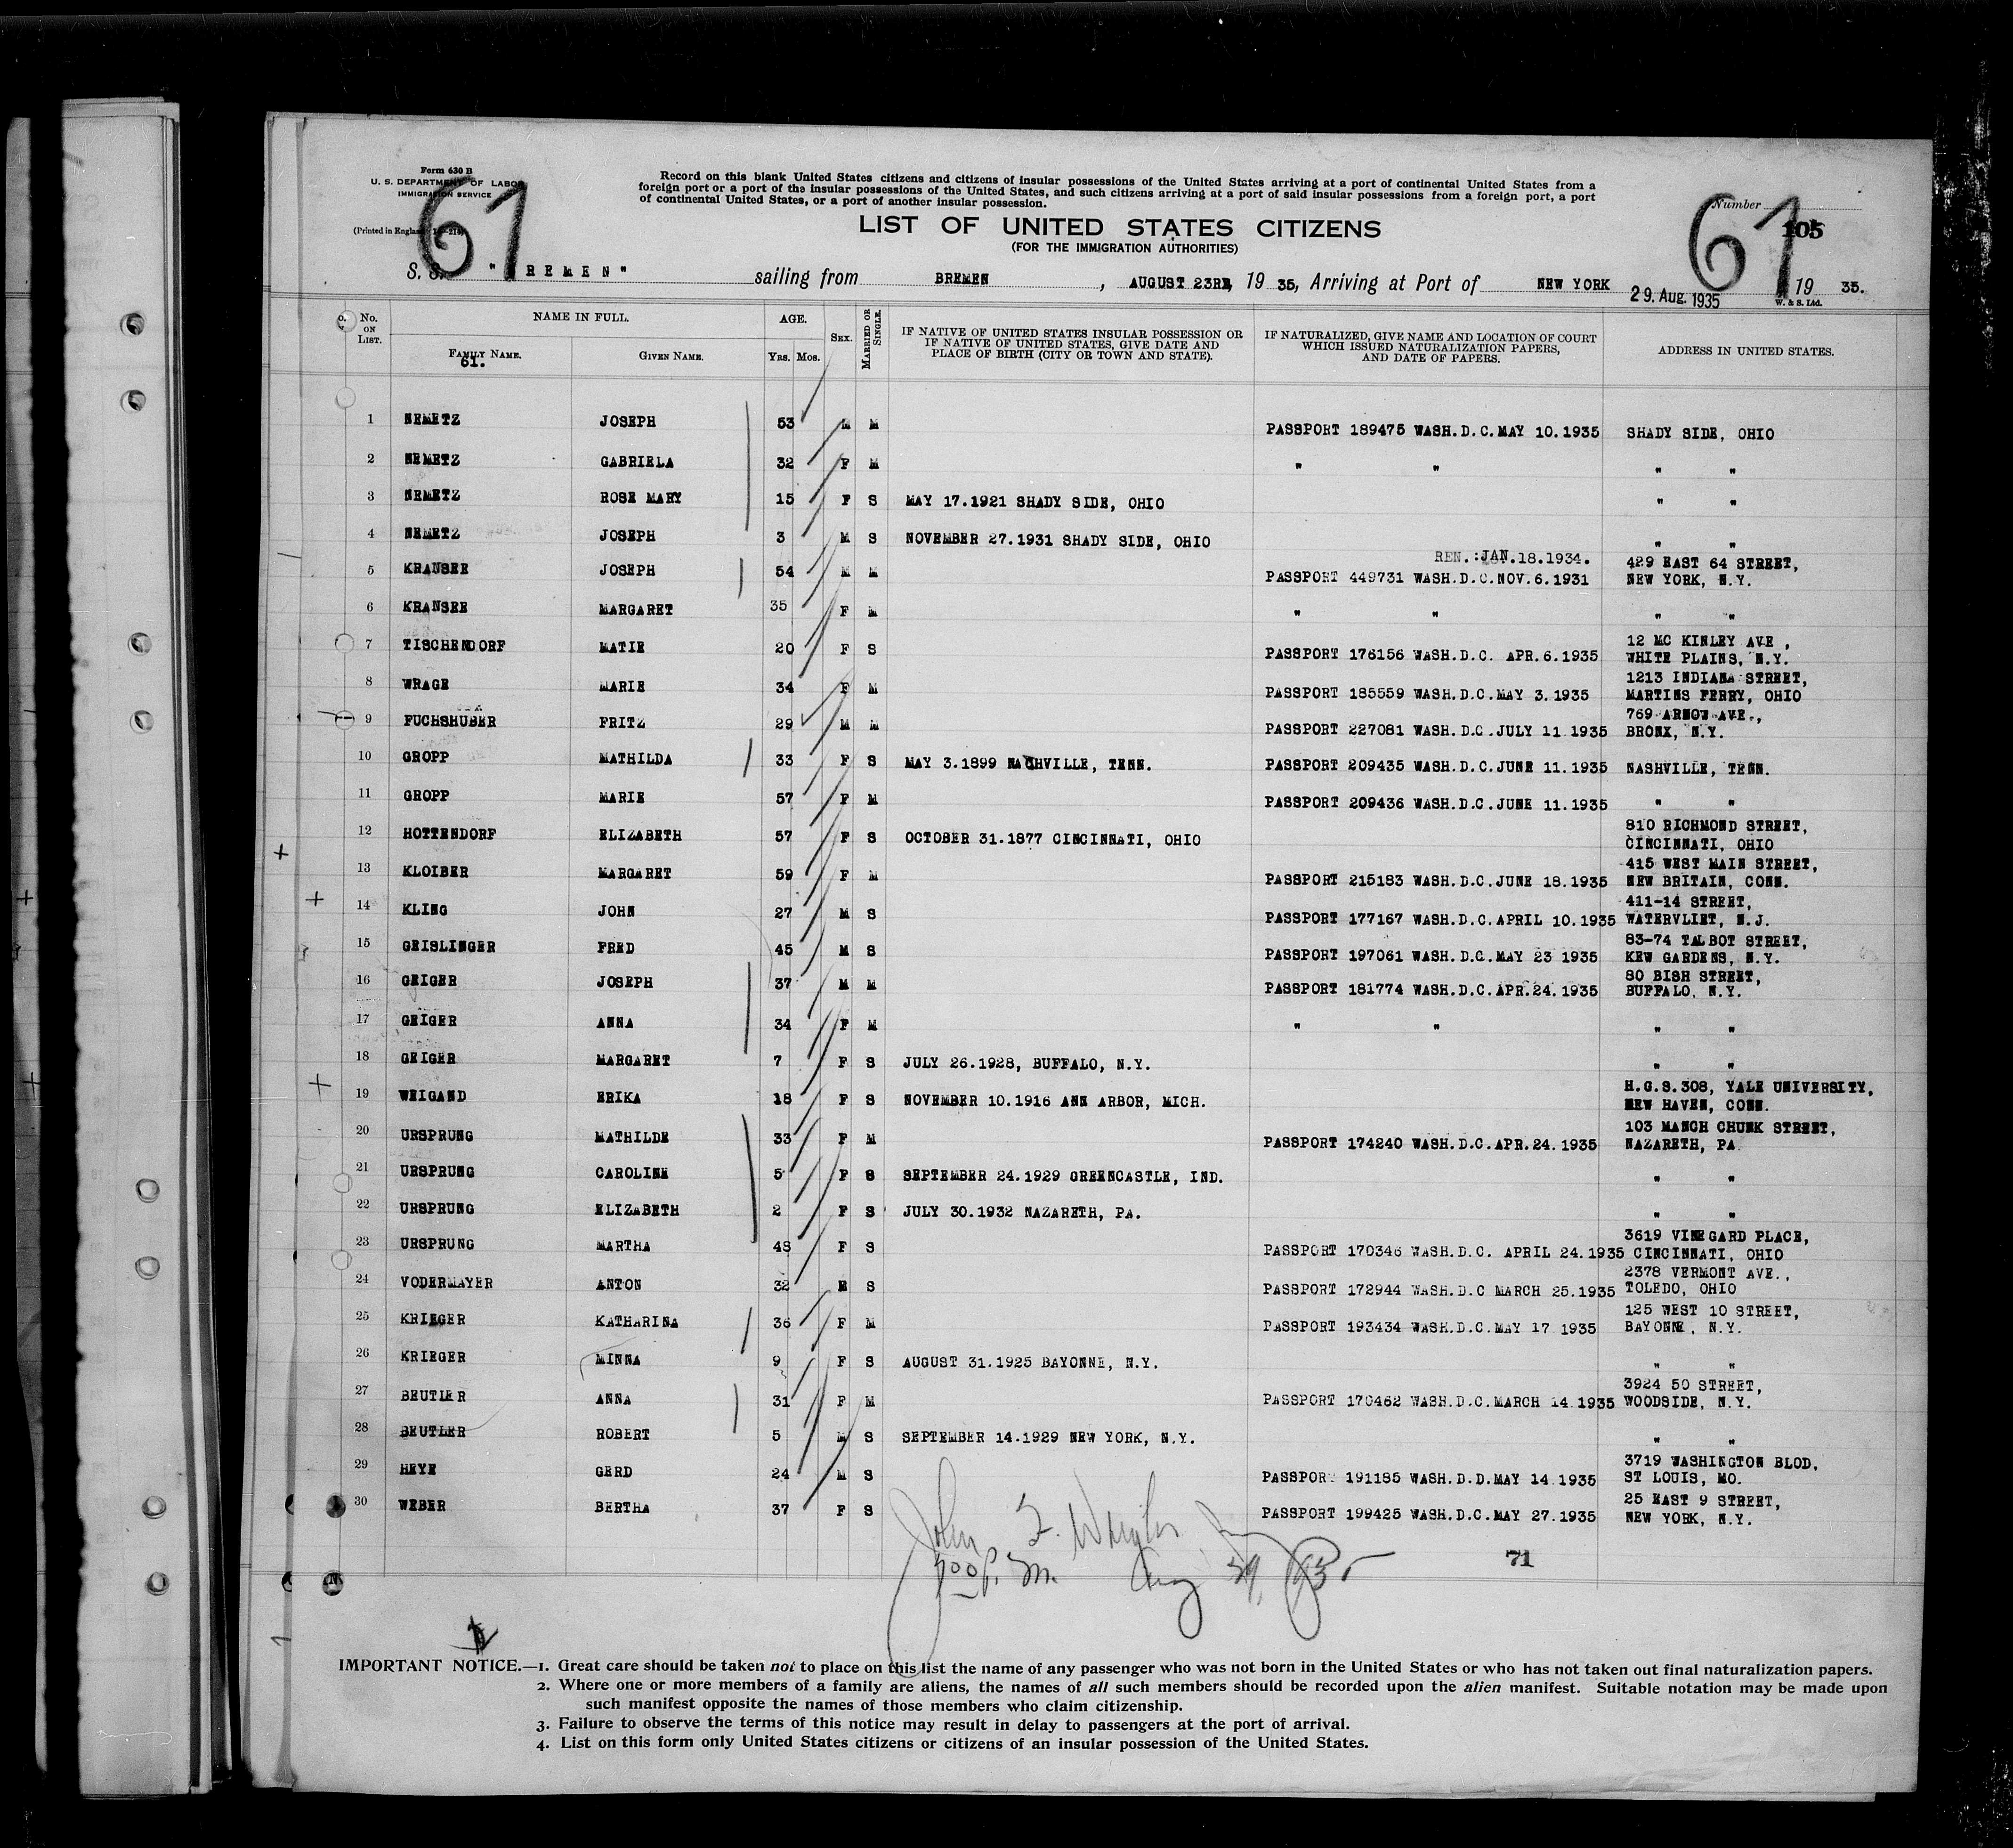 Form 630 B
U. S. DEPARTMENT OF LABOR
IMMIGRATION SERVICE
(Printed in England
61
Record on this blank United States citizens and citizens of insular possessions of the United States arriving at a port of continental United States from a
foreign port or a port of the insular possessions of the United States, and such citizens arriving at a port of said insular possessions from a foreign port, a port
of continental United States, or a port of another insular possession.
Number
61
105
LIST OF UNITED STATES CITIZENS
(FOR THE IMMIGRATION AUTHORITIES)
S. S. "BREMEN" sailing from BREMEN, AUGUST 23RD, 19 35, Arriving at Port of NEW YORK 29. Aug. 1935 19 35.
W. & S. Ltd.
No. ON LIST. NAME IN FULL. AGE. SEX. MARRIED OR SINGLE. IF NATIVE OF UNITED STATES INSULAR POSSESSION OR IF NATIVE OF UNITED STATES, GIVE DATE AND PLACE OF BIRTH (CITY OR TOWN AND STATE). IF NATURALIZED, GIVE NAME AND LOCATION OF COURT WHICH ISSUED NATURALIZATION PAPERS, AND DATE OF PAPERS. ADDRESS IN UNITED STATES.
FAMILY NAME. GIVEN NAME. Yrs. Mos.
61.
1 NEMETZ JOSEPH 53 M M PASSPORT 189475 WASH.D.C.MAY 10.1935 SHADY SIDE, OHIO
2 NEMETZ GABRIELA 32 F M " " " "
3 NEMETZ ROSE MARY 15 F S MAY 17.1921 SHADY SIDE, OHIO " "
4 NEMETZ JOSEPH 3 M S NOVEMBER 27.1931 SHADY SIDE, OHIO " "
REN.:JAN.18.1934. 429 EAST 64 STREET,
5 KRANSEE JOSEPH 54 M M PASSPORT 449731 WASH.D.C.NOV.6.1931 NEW YORK, N.Y.
6 KRANSEE MARGARET 35 F M " " " "
12 MC KINLEY AVE,
7 TISCHENDORF MATIE 20 F S PASSPORT 176156 WASH.D.C. APR.6.1935 WHITE PLAINS, N.Y.
1213 INDIANA STREET,
8 WRAGE MARIE 34 F M PASSPORT 185559 WASH.D.C.MAY 3.1935 MARTINS FERRY, OHIO
769 ARNOW AVE.,
9 FUCHSHUBER FRITZ 29 M M PASSPORT 227081 WASH.D.C.JULY 11.1935 BRONX, N.Y.
10 GROPP MATHILDA 33 F S MAY 3.1899 NASHVILLE, TENN. PASSPORT 209435 WASH.D.C.JUNE 11.1935 NASHVILLE, TENN.
11 GROPP MARIE 57 F M PASSPORT 209436 WASH.D.C.JUNE 11.1935 " "
810 RICHMOND STREET,
12 HOTTENDORF ELIZABETH 57 F S OCTOBER 31.1877 CINCINNATI, OHIO CINCINNATI, OHIO
415 WEST MAIN STREET,
13 KLOIBER MARGARET 59 F M PASSPORT 215183 WASH.D.C.JUNE 18.1935 NEW BRITAIN, CONN.
411-14 STREET,
14 KLING JOHN 27 M S PASSPORT 177167 WASH.D.C.APRIL 10.1935 WATERVLIET, N.J.
83-74 TALBOT STREET,
15 GEISLINGER FRED 45 M S PASSPORT 197061 WASH.D.C.MAY 23 1935 KEW GARDENS, N.Y.
80 BISH STREET,
16 GEIGER JOSEPH 37 M M PASSPORT 181774 WASH.D.C.APR.24.1935 BUFFALO, N.Y.
17 GEIGER ANNA 34 F M " " " "
18 GEIGER MARGARET 7 F S JULY 26.1928, BUFFALO, N.Y. " "
H.G.S.308, YALE UNIVERSITY,
19 WEIGAND ERIKA 18 F S NOVEMBER 10.1916 ANN ARBOR, MICH. NEW HAVEN, CONN.
103 MANCH CHUNK STREET,
20 URSPRUNG MATHILDE 33 F M PASSPORT 174240 WASH.D.C.APR.24.1935 NAZARETH, PA
21 URSPRUNG CAROLINE 5 F S SEPTEMBER 24.1929 GREENCASTLE, IND. " "
22 URSPRUNG ELIZABETH 2 F S JULY 30.1932 NAZARETH, PA. " "
3619 VINEGARD PLACE,
23 URSPRUNG MARTHA 48 F S PASSPORT 170346 WASH.D.C. APRIL 24.1935 CINCINNATI, OHIO
2378 VERMONT AVE.,
24 VODERMAYER ANTON 32 M S PASSPORT 172944 WASH.D.C MARCH 25.1935 TOLEDO, OHIO
125 WEST 10 STREET,
25 KRIEGER KATHARINA 36 F M PASSPORT 193434 WASH.D.C.MAY 17 1935 BAYONNE, N.Y.
26 KRIEGER MINNA 9 F S AUGUST 31.1925 BAYONNE, N.Y. " "
3924 50 STREET,
27 BEUTLER ANNA 31 F M PASSPORT 170462 WASH.D.C.MARCH 14.1935 WOODSIDE, N.Y.
28 BEUTLER ROBERT 5 M S SEPTEMBER 14.1929 NEW YORK, N.Y. " "
3719 WASHINGTON BLOD,
29 HEYE GERD 24 M S PASSPORT 191185 WASH.D.D.MAY 14.1935 ST LOUIS, MO.
25 EAST 9 STREET,
30 WEBER BERTHA 37 F S PASSPORT 199425 WASH.D.C.MAY 27.1935 NEW YORK, N.Y.
John
P. M. Aug 29, 1935
71
IMPORTANT NOTICE.—1. Great care should be taken not to place on this list the name of any passenger who was not born in the United States or who has not taken out final naturalization papers.
2. Where one or more members of a family are aliens, the names of all such members should be recorded upon the alien manifest. Suitable notation may be made upon
such manifest opposite the names of those members who claim citizenship.
3. Failure to observe the terms of this notice may result in delay to passengers at the port of arrival.
4. List on this form only United States citizens or citizens of an insular possession of the United States.